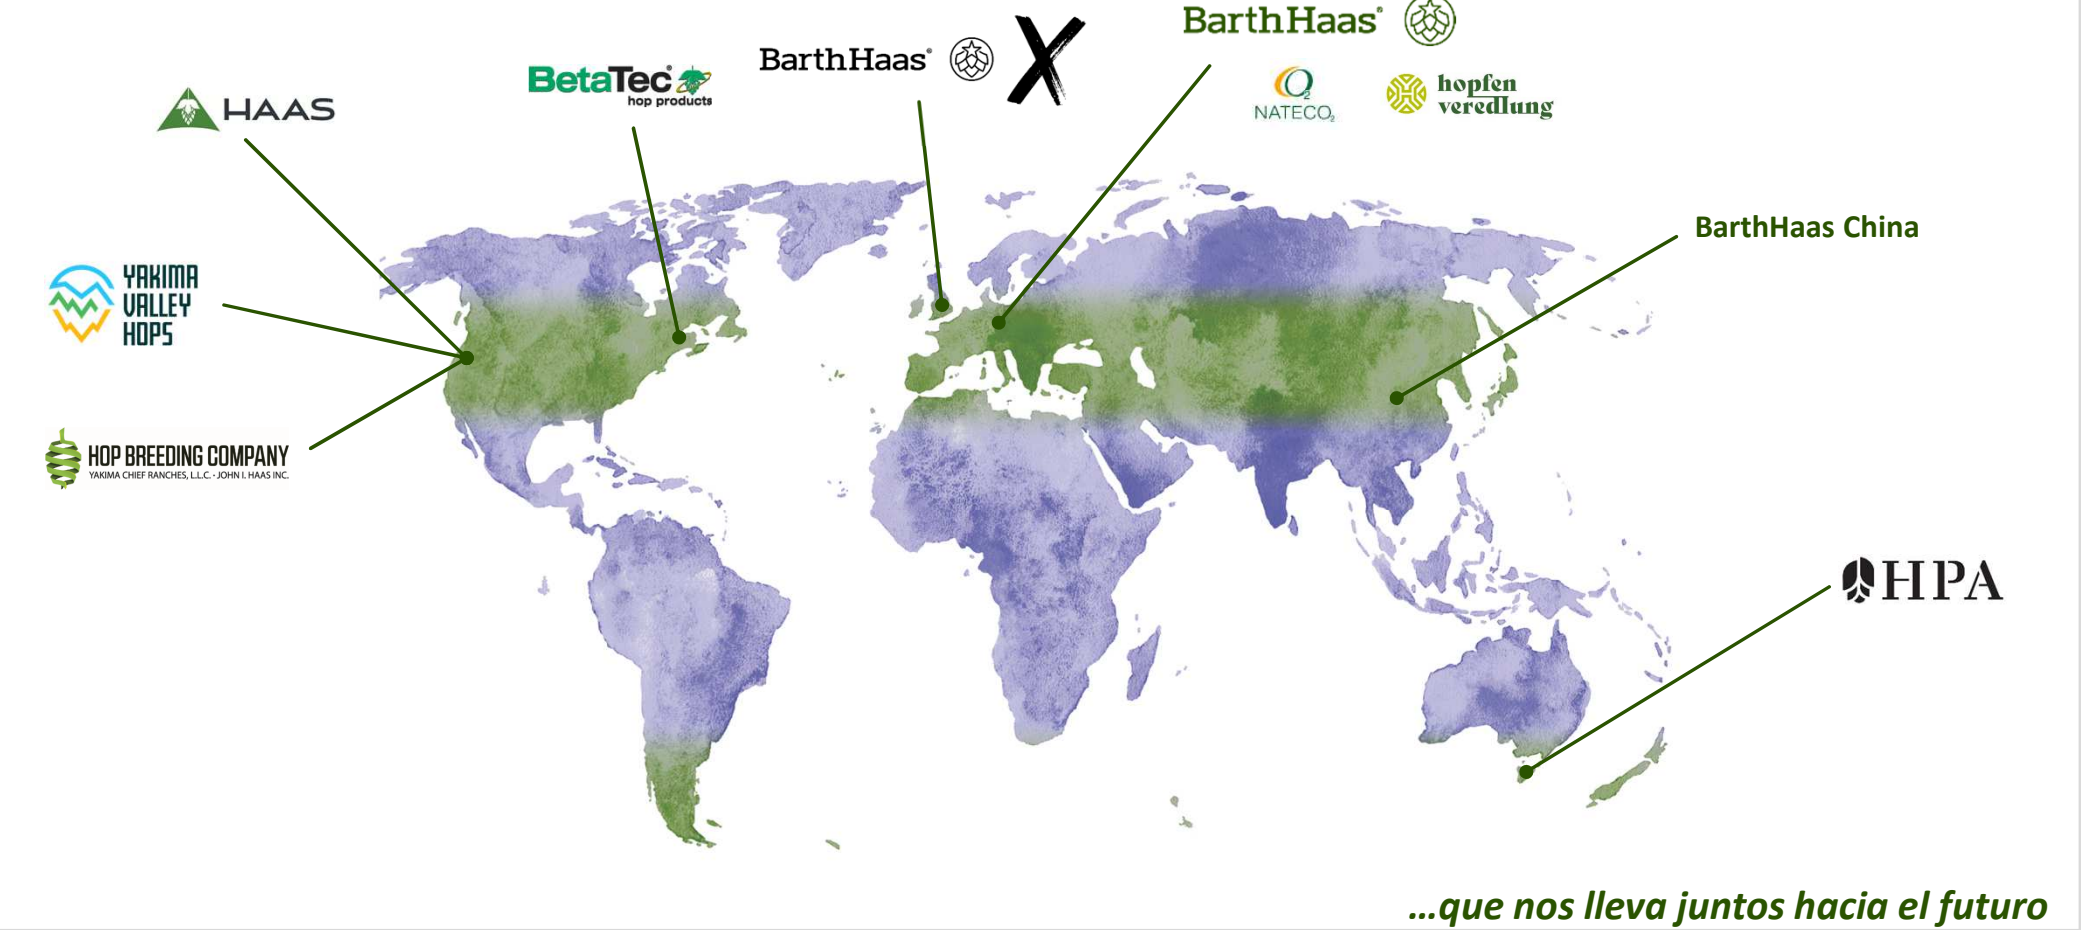 BarthHaas®
BarthHaas® X
BetaTec® hop products
HAAS
O2
NATECO₂
hopfen
veredlung
BarthHaas China
YAKIMA
VALLEY
HOPS
HOP BREEDING COMPANY
YAKIMA CHIEF RANCHES, L.L.C. - JOHN I. HAAS INC.
HPA
...que nos lleva juntos hacia el futuro